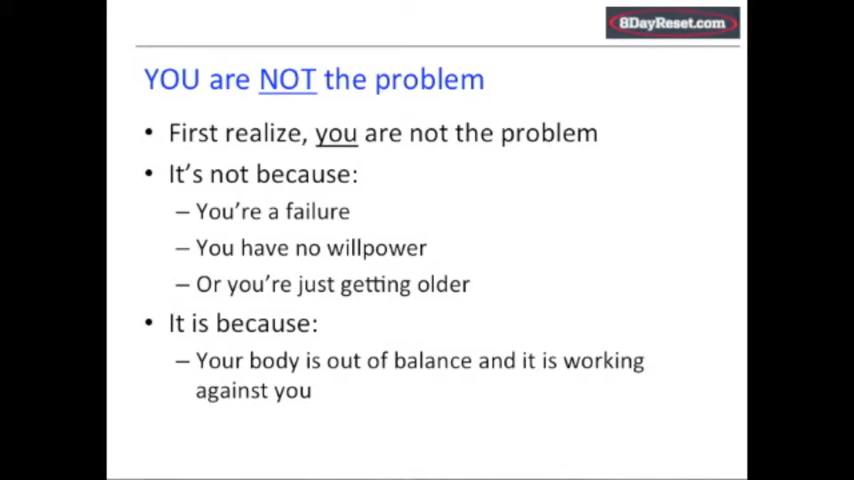 8DayReset.com
YOU are NOT the problem
• First realize, you are not the problem
• It's not because:
– You're a failure
– You have no willpower
– Or you're just getting older
• It is because:
– Your body is out of balance and it is working
against you